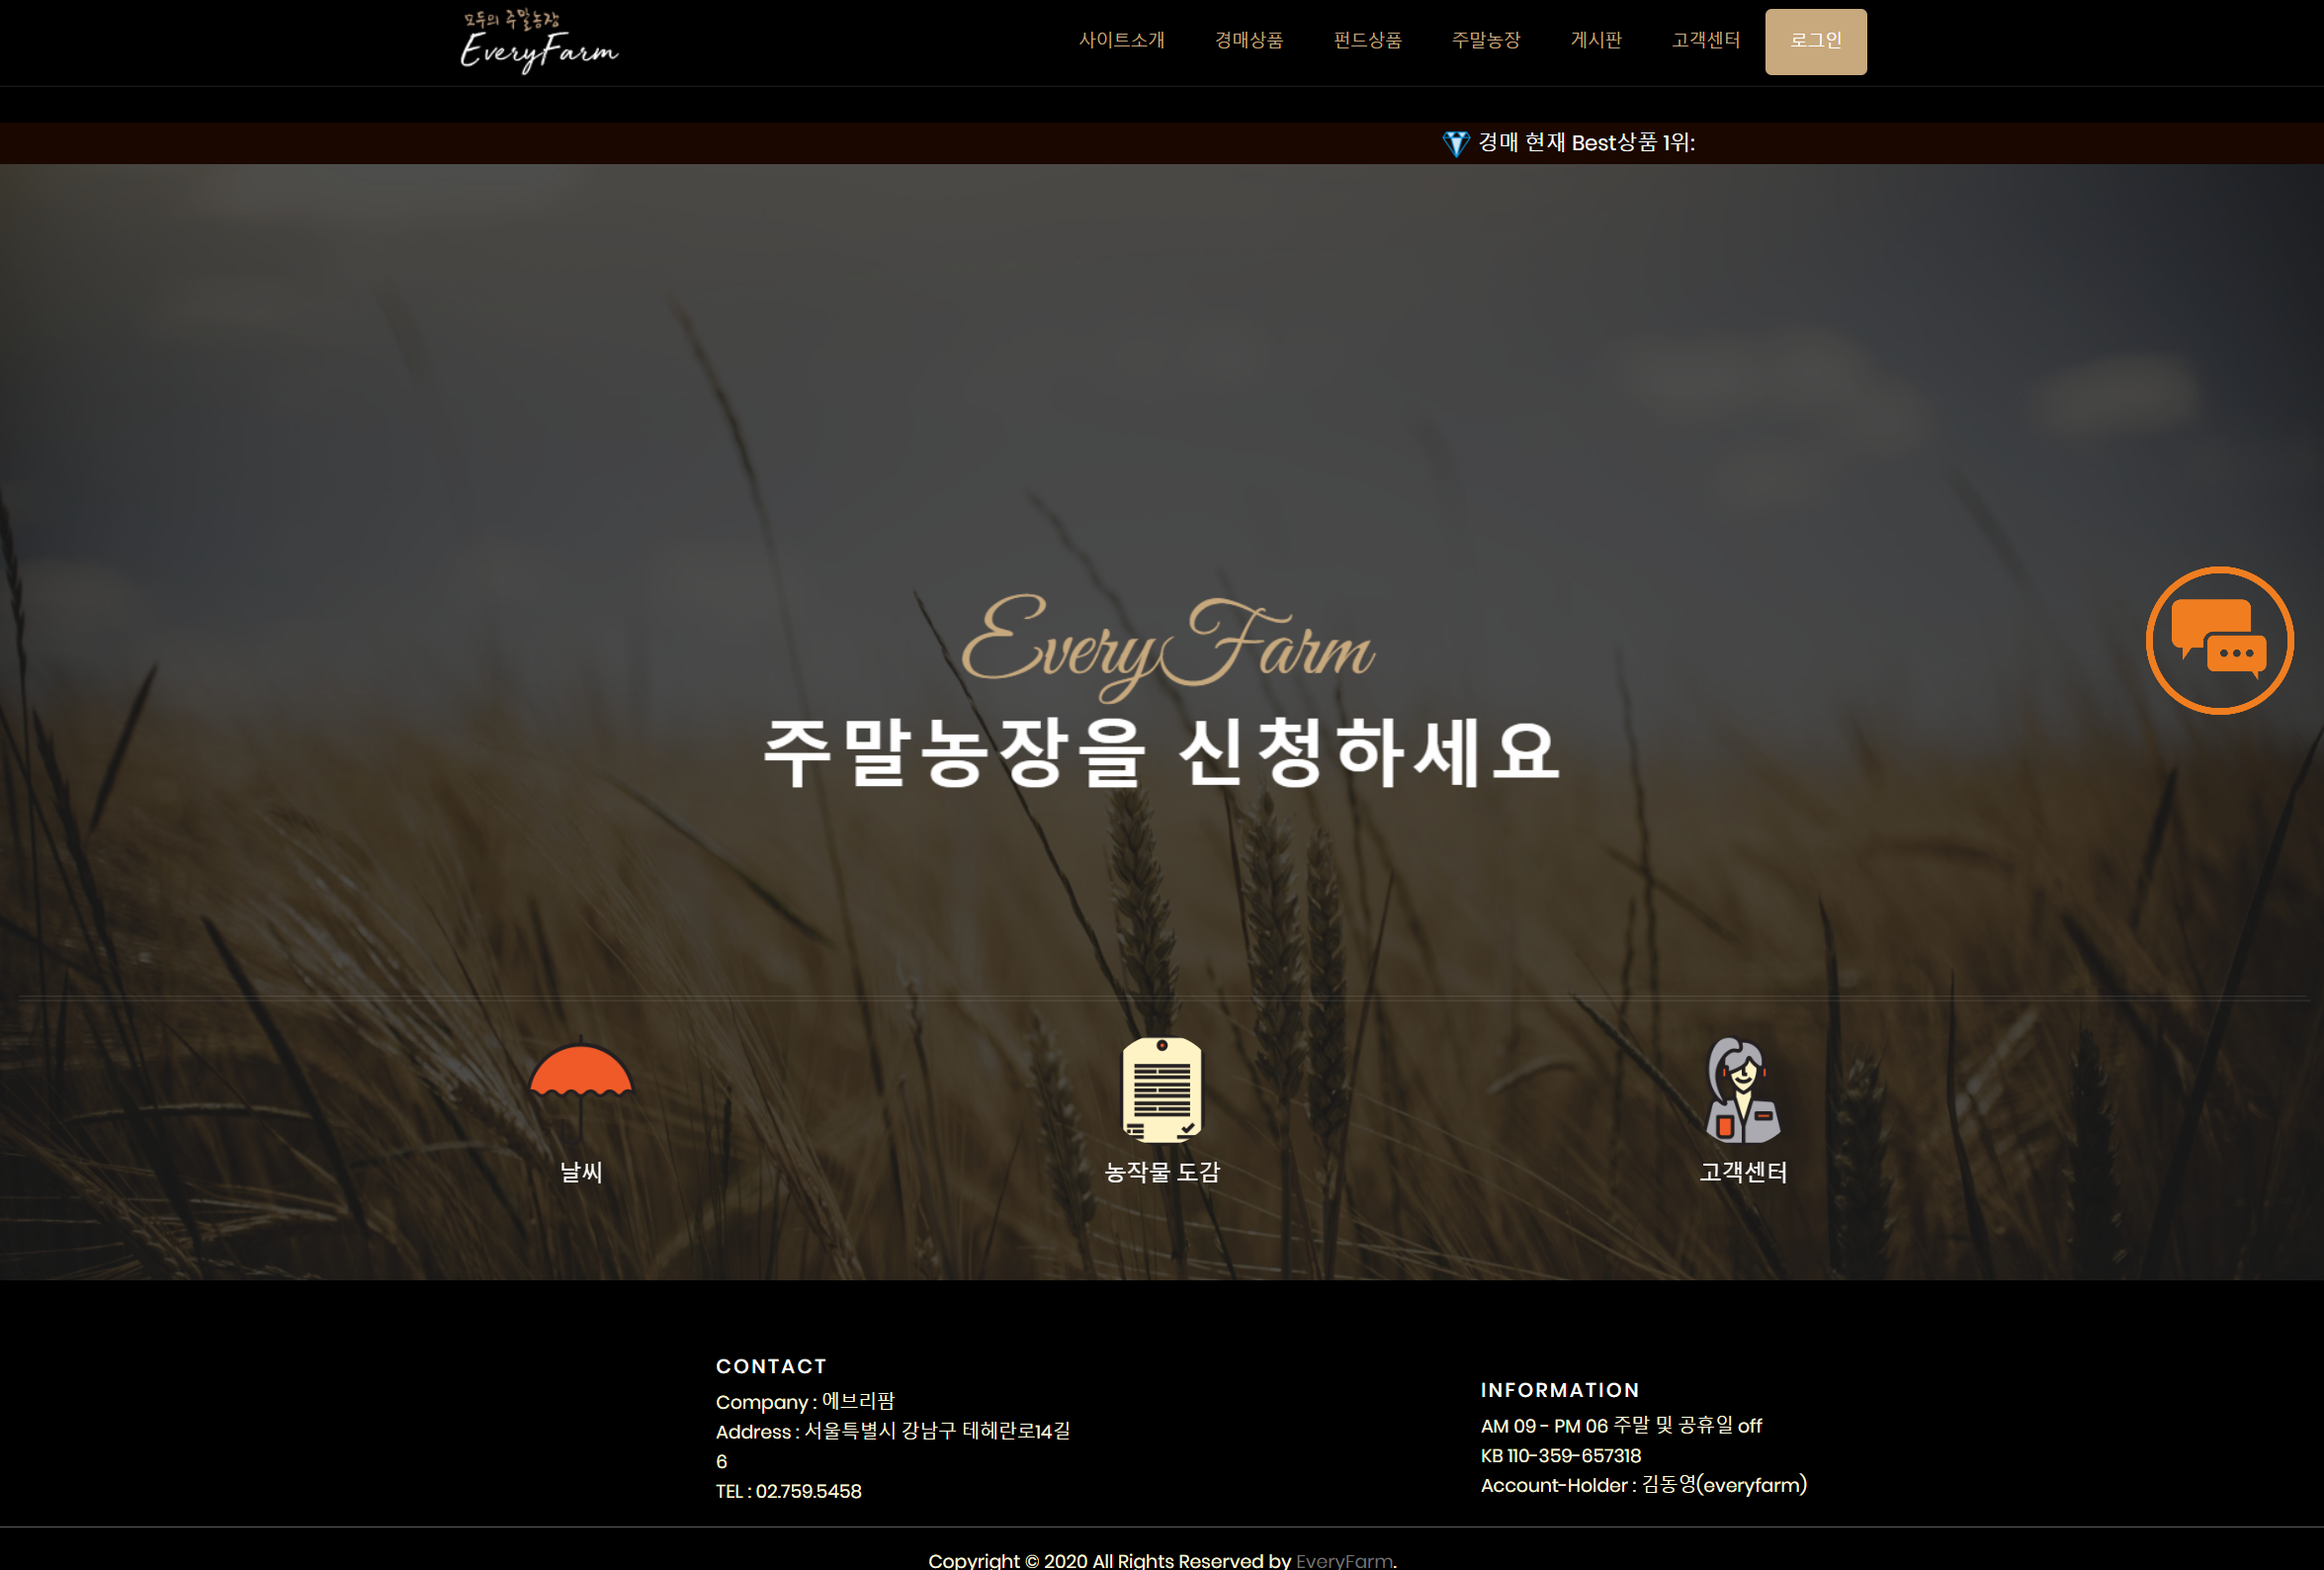 모두의 주말농장
EveryFarm
사이트소개 경매상품 펀드상품 주말농장 게시판 고객센터 로그인
경매 현재 Best상품 1위:
EveryFarm
주말농장을 신청하세요
날씨 농작물 도감 고객센터
CONTACT
Company : 에브리팜
Address : 서울특별시 강남구 테헤란로14길
6
TEL : 02.759.5458
INFORMATION
AM 09 - PM 06 주말 및 공휴일 off
KB 110-359-657318
Account-Holder : 김동영(everyfarm)
Copyright © 2020 All Rights Reserved by EveryFarm.